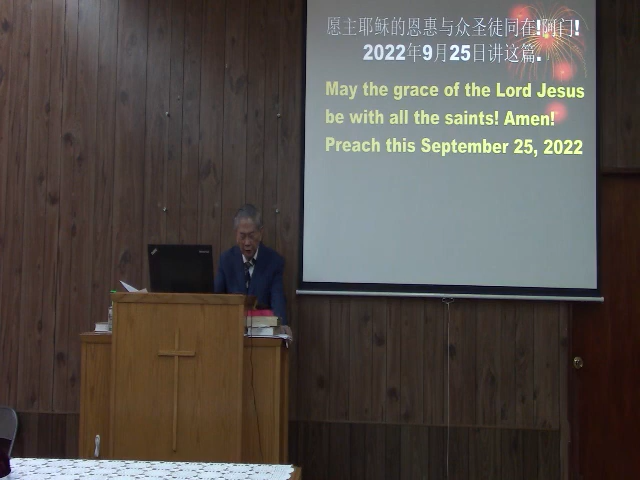 愿主耶稣的恩惠与众圣徒同在!阿门!
2022年9月25日讲这篇.
May the grace of the Lord Jesus
be with all the saints! Amen!
Preach this September 25, 2022